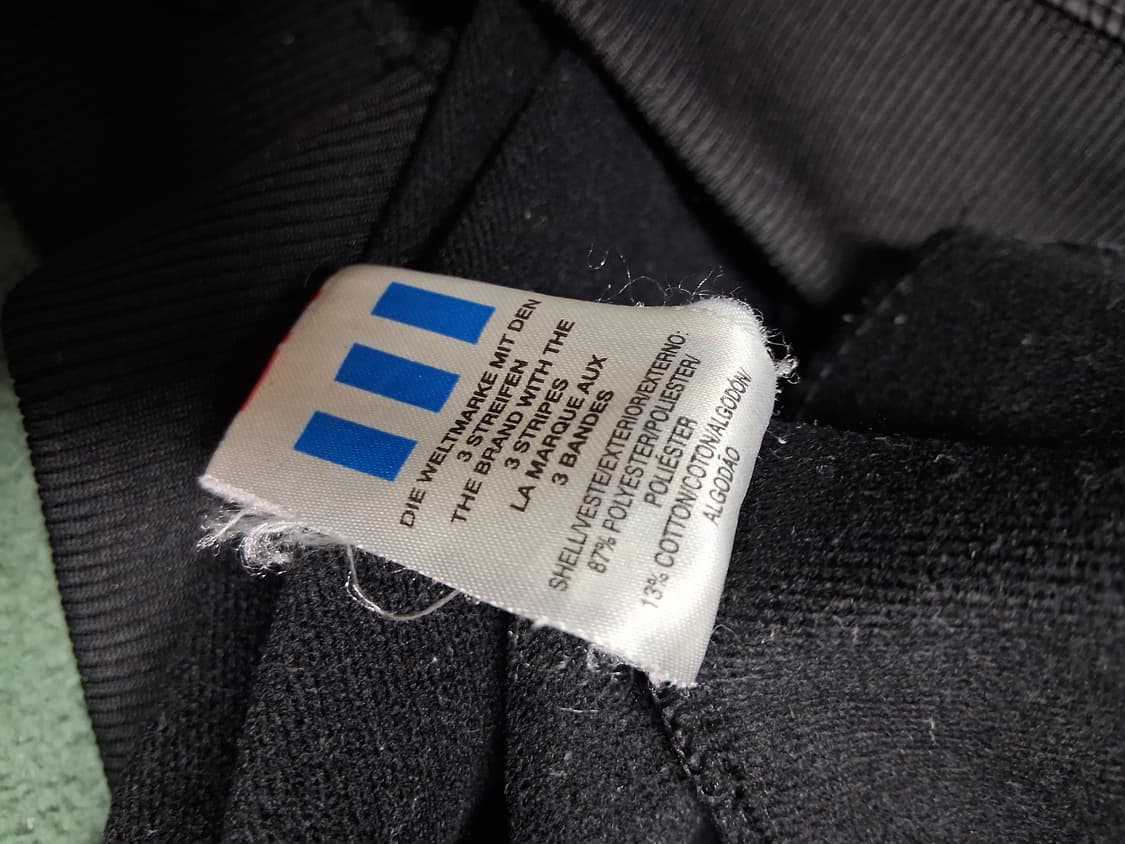 DIE WELTMARKE MIT DEN
3 STREIFEN
THE BRAND WITH THE
3 STRIPES
LA MARQUE AUX
3 BANDES
SHELL/VESTE/EXTERIOR/EXTERNO:
87% POLYESTER/POLIESTER/
POLIÉSTER
13% COTTON/COTON/ALGODÓN/
ALGODÃO